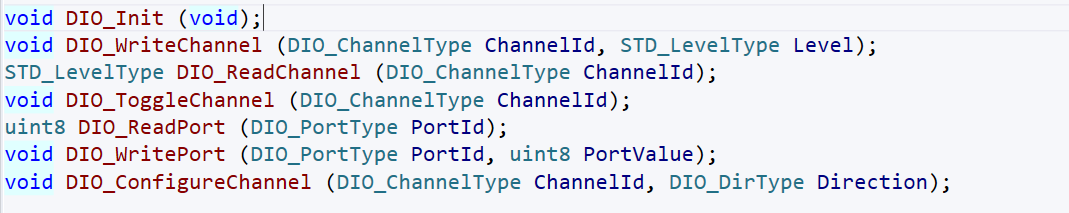 void DIO_Init (void);
void DIO_WriteChannel (DIO_ChannelType ChannelId, STD_LevelType Level);
STD_LevelType DIO_ReadChannel (DIO_ChannelType ChannelId);
void DIO_ToggleChannel (DIO_ChannelType ChannelId);
uint8 DIO_ReadPort (DIO_PortType PortId);
void DIO_WritePort (DIO_PortType PortId, uint8 PortValue);
void DIO_ConfigureChannel (DIO_ChannelType ChannelId, DIO_DirType Direction);